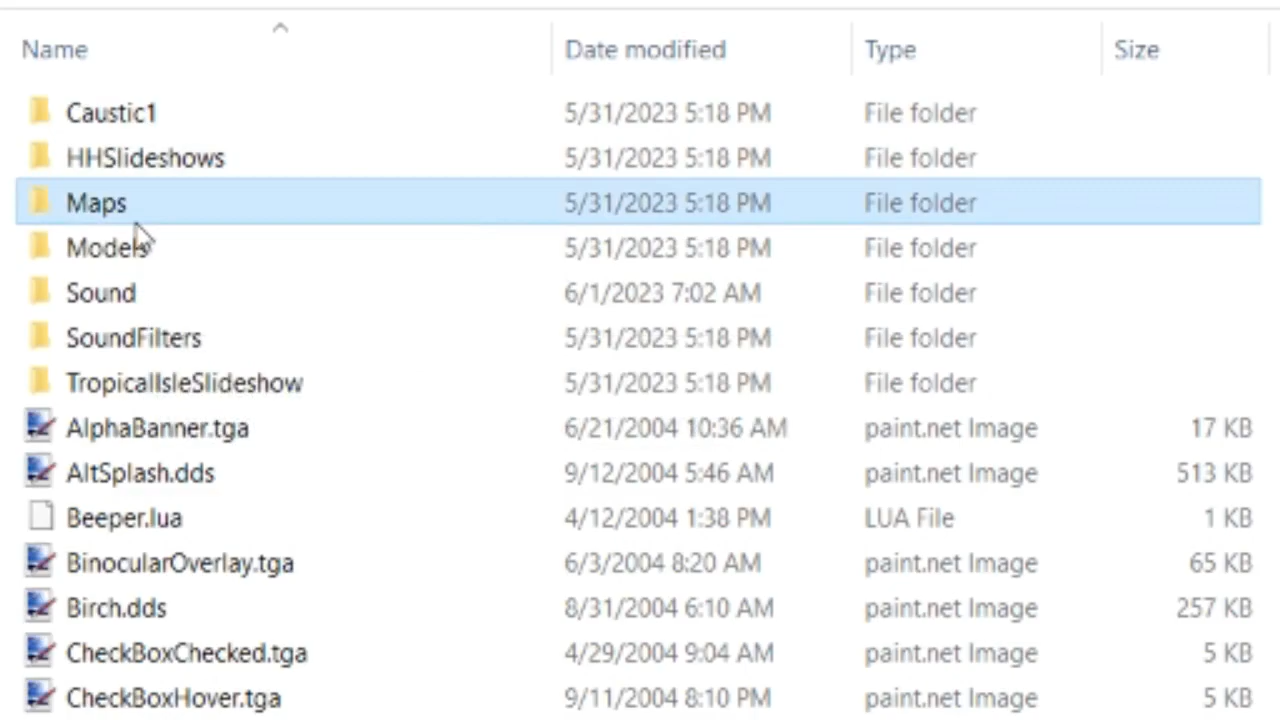 Name Date modified Type Size
Caustic1 5/31/2023 5:18 PM File folder
HHSlideshows 5/31/2023 5:18 PM File folder
Maps 5/31/2023 5:18 PM File folder
Models 5/31/2023 5:18 PM File folder
Sound 6/1/2023 7:02 AM File folder
SoundFilters 5/31/2023 5:18 PM File folder
TropicalIsleSlideshow 5/31/2023 5:18 PM File folder
AlphaBanner.tga 6/21/2004 10:36 AM paint.net Image 17 KB
AltSplash.dds 9/12/2004 5:46 AM paint.net Image 513 KB
Beeper.lua 4/12/2004 1:38 PM LUA File 1 KB
BinocularOverlay.tga 6/3/2004 8:20 AM paint.net Image 65 KB
Birch.dds 8/31/2004 6:10 AM paint.net Image 257 KB
CheckBoxChecked.tga 4/29/2004 9:04 AM paint.net Image 5 KB
CheckBoxHover.tga 9/11/2004 8:10 PM paint.net Image 5 KB